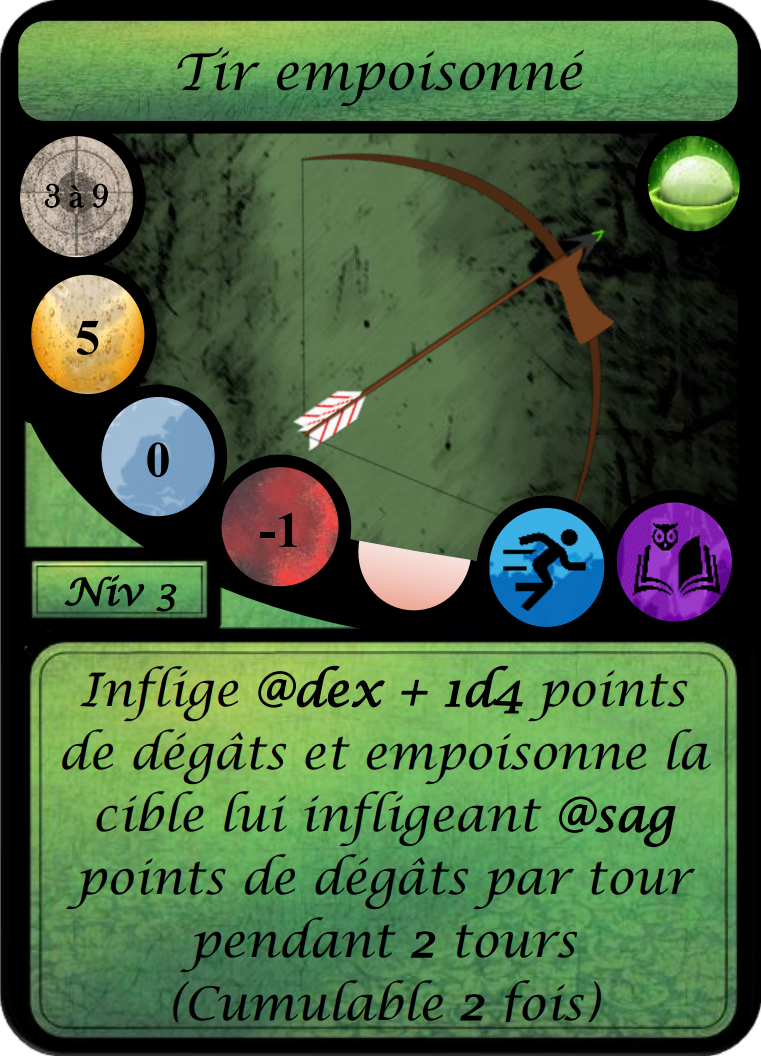 Tir empoisonné
3 à 9
5
0
-1
Niv 3
Inflige @dex + 1d4 points
de dégâts et empoisonne la
cible lui infligeant @sag
points de dégâts par tour
pendant 2 tours
(Cumulable 2 fois)